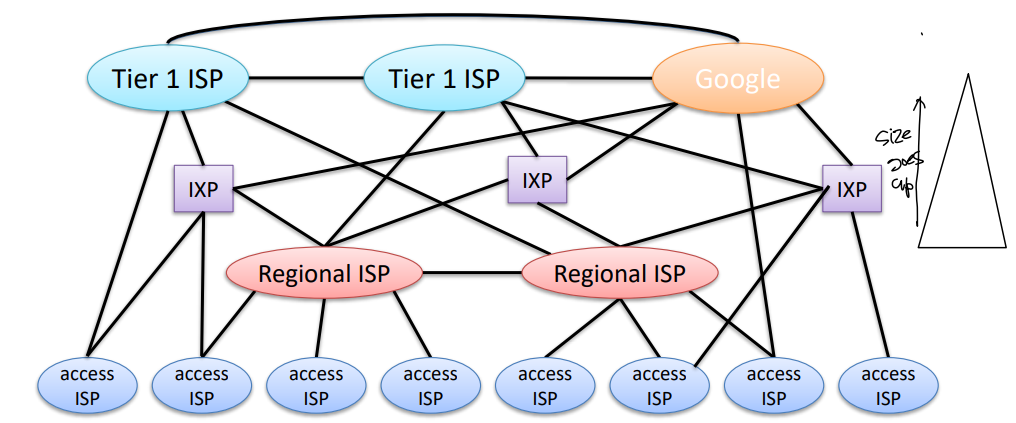 Tier 1 ISP
Tier 1 ISP
Google
size
goes
up
IXP
IXP
IXP
Regional ISP
Regional ISP
access
ISP
access
ISP
access
ISP
access
ISP
access
ISP
access
ISP
access
ISP
access
ISP